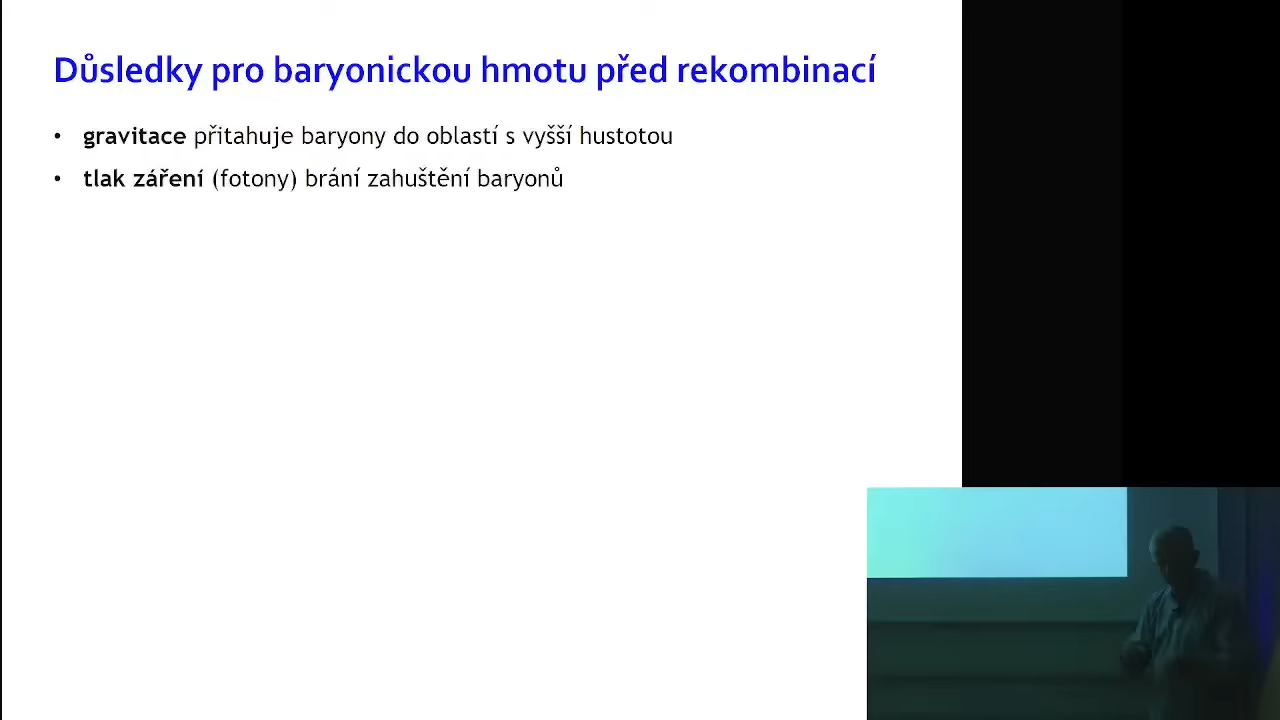 Důsledky pro baryonickou hmotu před rekombinací
• gravitace přitahuje baryony do oblastí s vyšší hustotou
• tlak záření (fotony) brání zahuštění baryonů